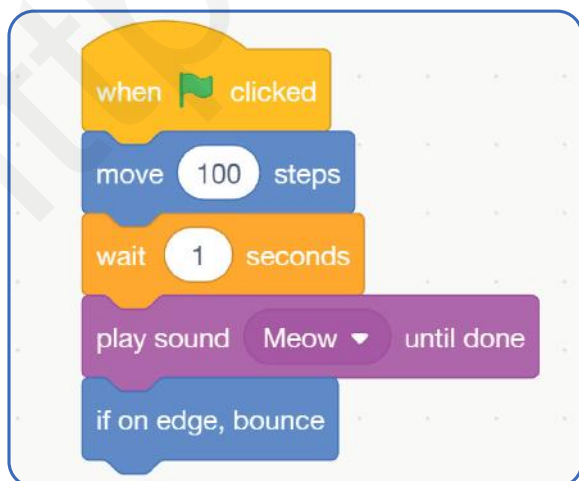 when clicked
move 100 steps
wait 1 seconds
play sound Meow until done
if on edge, bounce